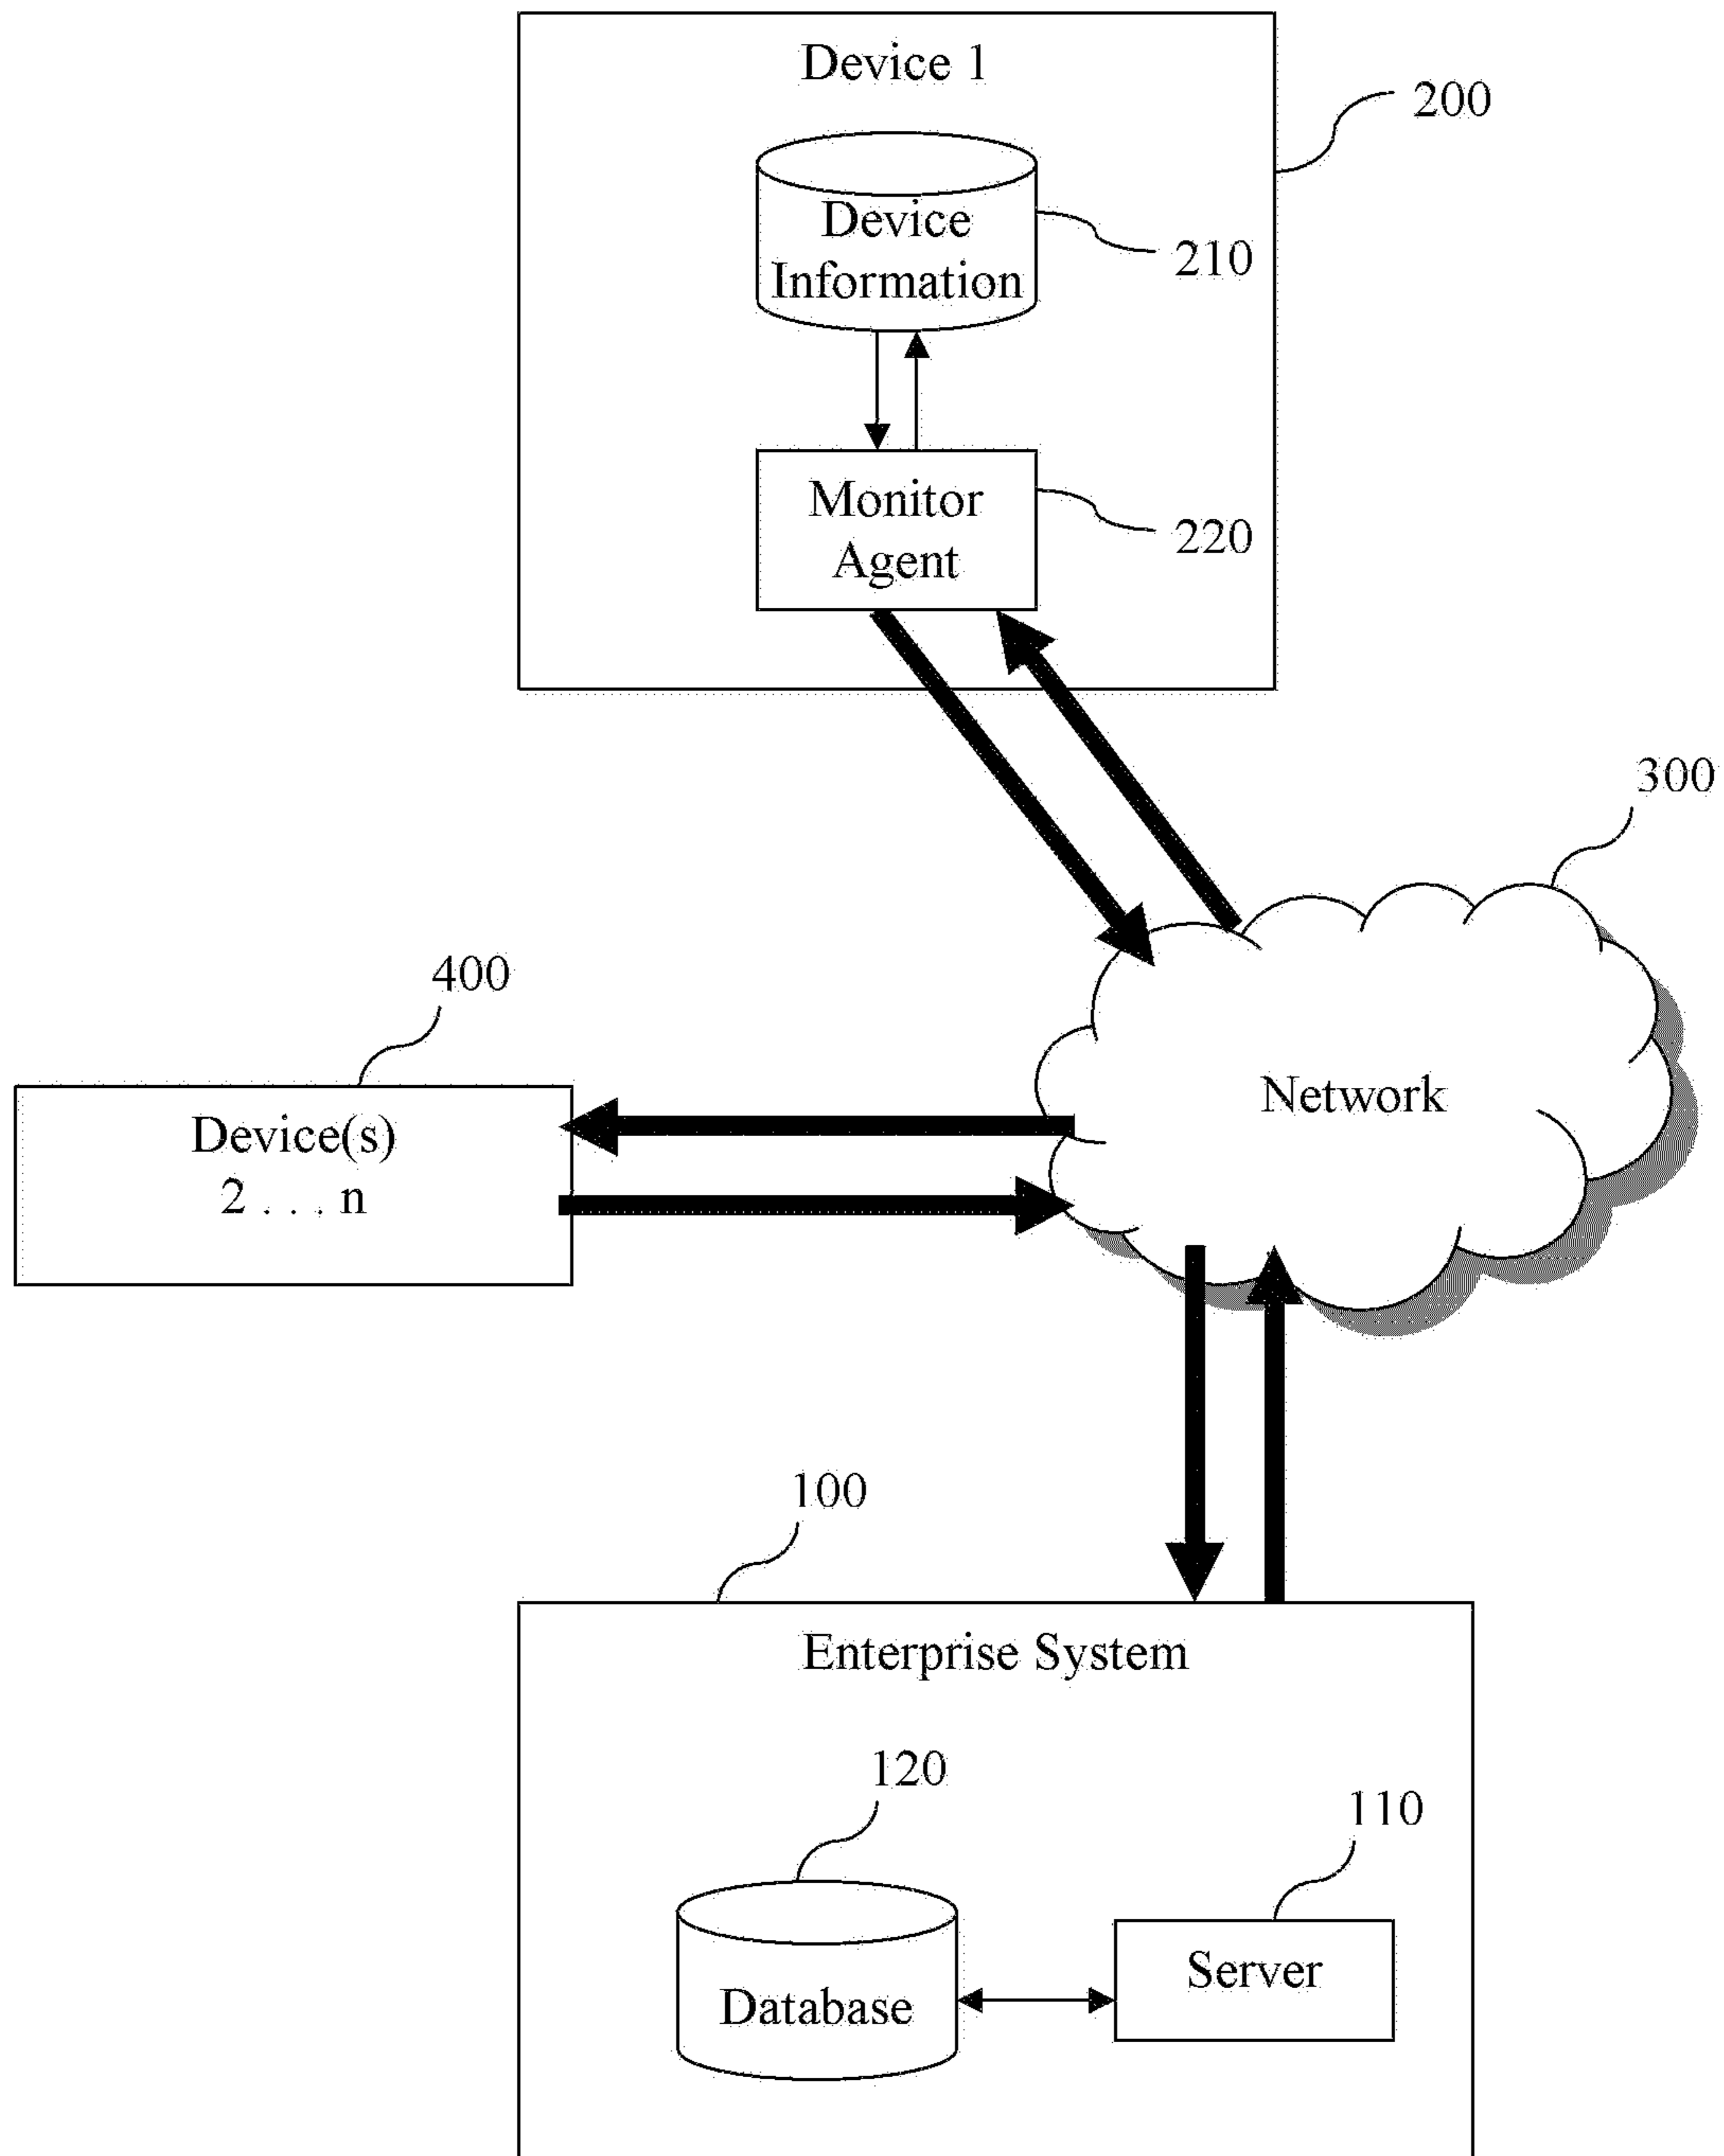 Device 1
200
Device
Information
210
Monitor
Agent
220
300
400
Device(s)
2 . . . n
Network
100
Enterprise System
120
110
Database
Server